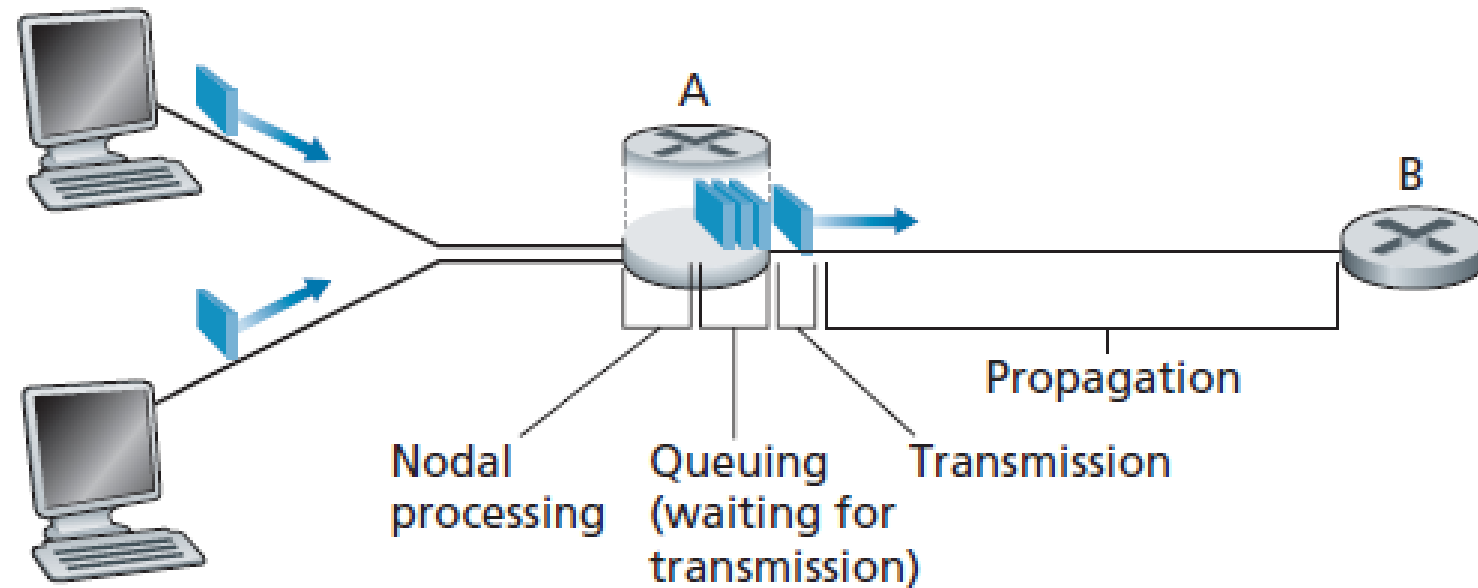 A
B
Propagation
Nodal
processing
Queuing
(waiting for
transmission)
Transmission